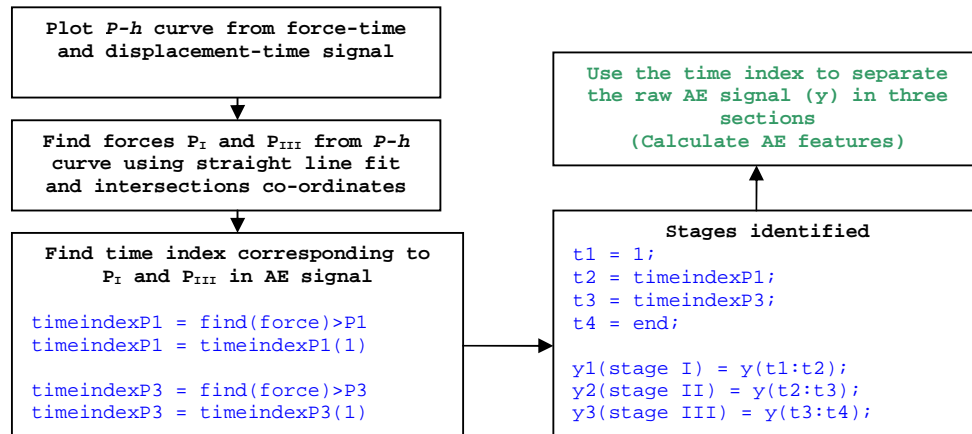 Plot P-h curve from force-time
and displacement-time signal
Find forces PI and PIII from P-h
curve using straight line fit
and intersections co-ordinates
Find time index corresponding to
PI and PIII in AE signal
timeindexP1 = find(force)>P1
timeindexP1 = timeindexP1(1)
timeindexP3 = find(force)>P3
timeindexP3 = timeindexP3(1)
Stages identified
t1 = 1;
t2 = timeindexP1;
t3 = timeindexP3;
t4 = end;
y1(stage I) = y(t1:t2);
y2(stage II) = y(t2:t3);
y3(stage III) = y(t3:t4);
Use the time index to separate
the raw AE signal (y) in three
sections
(Calculate AE features)